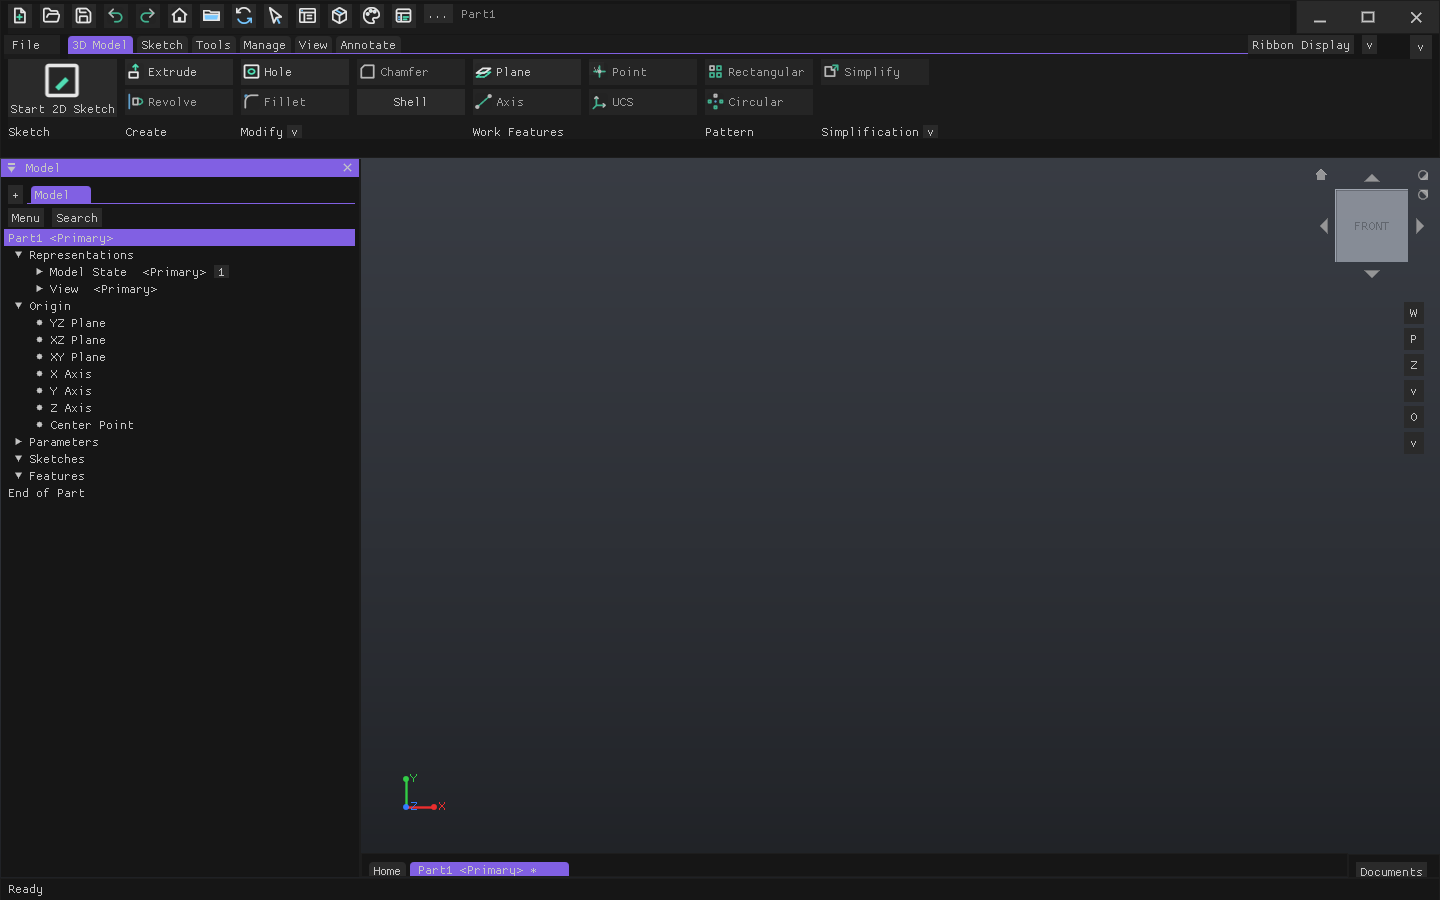 ... Part1
File 3D Model Sketch Tools Manage View Annotate Ribbon Display v v
Start 2D Sketch
Extrude Hole Chamfer Plane Point Rectangular Simplify
Revolve Fillet Shell Axis UCS Circular
Sketch Create Modify v Work Features Pattern Simplification v
Model
+ Model
Menu Search
Part1 <Primary>
Representations
Model State <Primary> 1
View <Primary>
Origin
YZ Plane
XZ Plane
XY Plane
X Axis
Y Axis
Z Axis
Center Point
Parameters
Sketches
Features
End of Part
FRONT
W
P
Z
v
O
v
Y
Z X
Home Part1 <Primary> * Documents
Ready